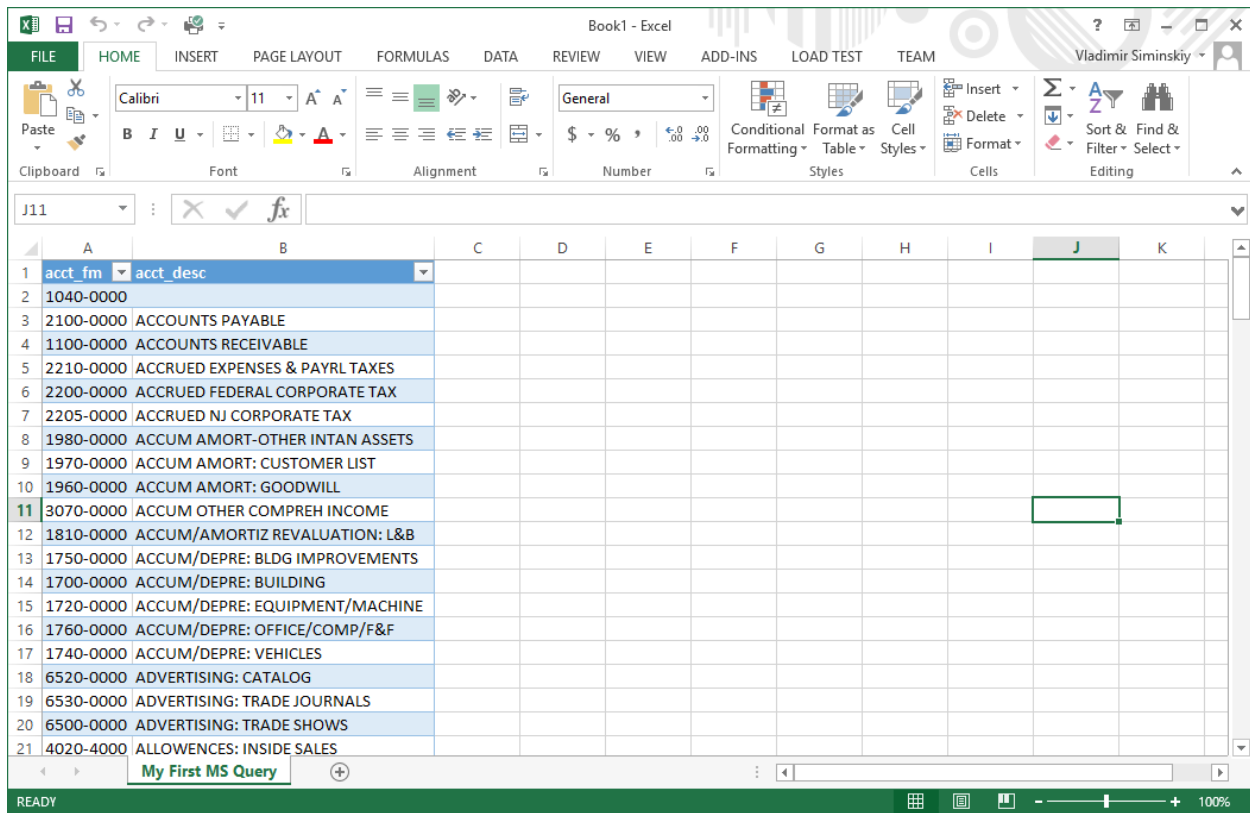 Book1 - Excel
?
FILE HOME INSERT PAGE LAYOUT FORMULAS DATA REVIEW VIEW ADD-INS LOAD TEST TEAM Vladimir Siminskiy
Paste
Calibri 11 A A
B I U A
General
$ % ,
Conditional Formatting
Format as Table
Cell Styles
Insert
Delete
Format
Sort & Filter
Find & Select
Clipboard Font Alignment Number Styles Cells Editing
J11 fx
A B C D E F G H I J K
1 acct_fm acct_desc
2 1040-0000
3 2100-0000 ACCOUNTS PAYABLE
4 1100-0000 ACCOUNTS RECEIVABLE
5 2210-0000 ACCRUED EXPENSES & PAYRL TAXES
6 2200-0000 ACCRUED FEDERAL CORPORATE TAX
7 2205-0000 ACCRUED NJ CORPORATE TAX
8 1980-0000 ACCUM AMORT-OTHER INTAN ASSETS
9 1970-0000 ACCUM AMORT: CUSTOMER LIST
10 1960-0000 ACCUM AMORT: GOODWILL
11 3070-0000 ACCUM OTHER COMPREH INCOME
12 1810-0000 ACCUM/AMORTIZ REVALUATION: L&B
13 1750-0000 ACCUM/DEPRE: BLDG IMPROVEMENTS
14 1700-0000 ACCUM/DEPRE: BUILDING
15 1720-0000 ACCUM/DEPRE: EQUIPMENT/MACHINE
16 1760-0000 ACCUM/DEPRE: OFFICE/COMP/F&F
17 1740-0000 ACCUM/DEPRE: VEHICLES
18 6520-0000 ADVERTISING: CATALOG
19 6530-0000 ADVERTISING: TRADE JOURNALS
20 6500-0000 ADVERTISING: TRADE SHOWS
21 4020-4000 ALLOWENCES: INSIDE SALES
My First MS Query
READY 100%